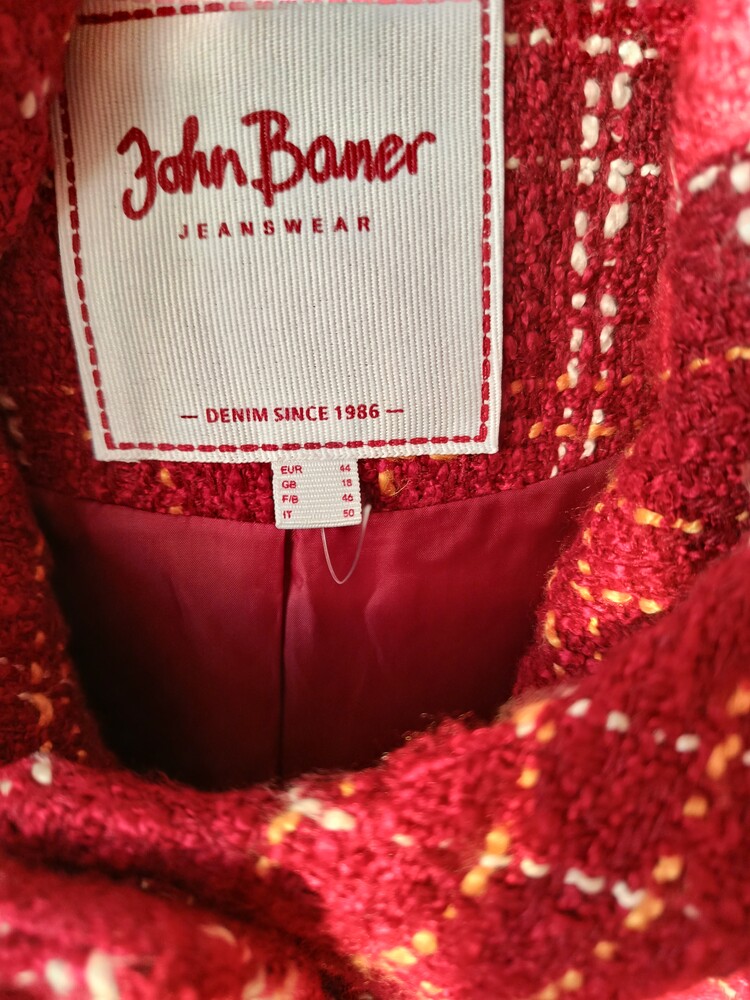 John Baner
JEANSWEAR
— DENIM SINCE 1986 —
EUR 44
GB 18
F/B 46
IT 50